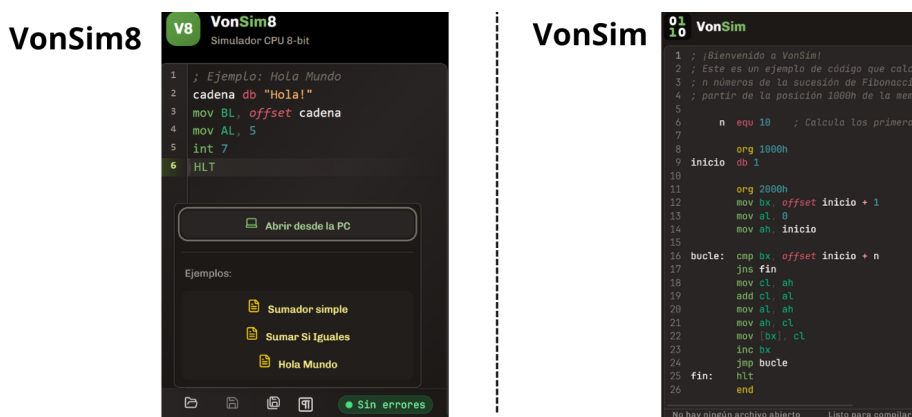 VonSim8
V8
VonSim8
Simulador CPU 8-bit
1 ; Ejemplo: Hola Mundo
2 cadena db "Hola!"
3 mov BL, offset cadena
4 mov AL, 5
5 int 7
6 HLT
Abrir desde la PC
Ejemplos:
Sumador simple
Sumar Si Iguales
Hola Mundo
Sin errores
VonSim
01
10
VonSim
1 ; ¡Bienvenido a VonSim!
2 ; Este es un ejemplo de código que calc
3 ; n números de la sucesión de Fibonacci
4 ; partir de la posición 1000h de la mem
5
6 n equ 10 ; Calcula los primero
7
8 org 1000h
9 inicio db 1
10
11 org 2000h
12 mov bx, offset inicio + 1
13 mov al, 0
14 mov ah, inicio
15
16 bucle: cmp bx, offset inicio + n
17 jns fin
18 mov cl, ah
19 add cl, al
20 mov al, ah
21 mov ah, cl
22 mov [bx], cl
23 inc bx
24 jmp bucle
25 fin: hlt
26 end
No hay ningún archivo abierto Listo para compilar